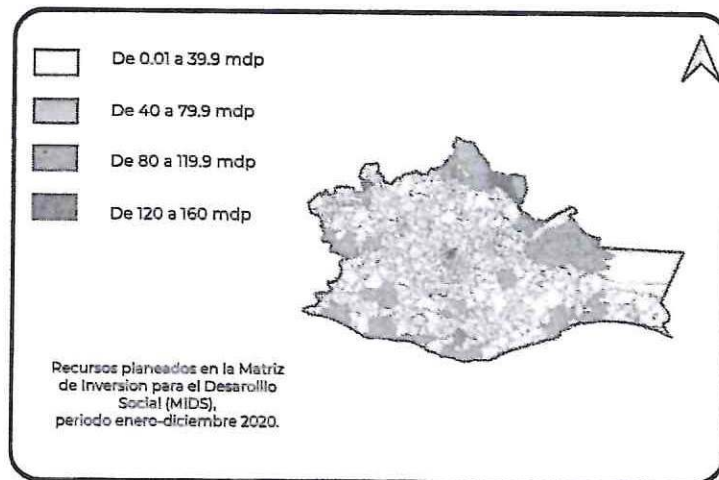 De 0.01 a 39.9 mdp
De 40 a 79.9 mdp
De 80 a 119.9 mdp
De 120 a 160 mdp
Recursos planeados en la Matriz
de Inversion para el Desarolllo
Social (MIDS),
periodo enero-diciembre 2020.